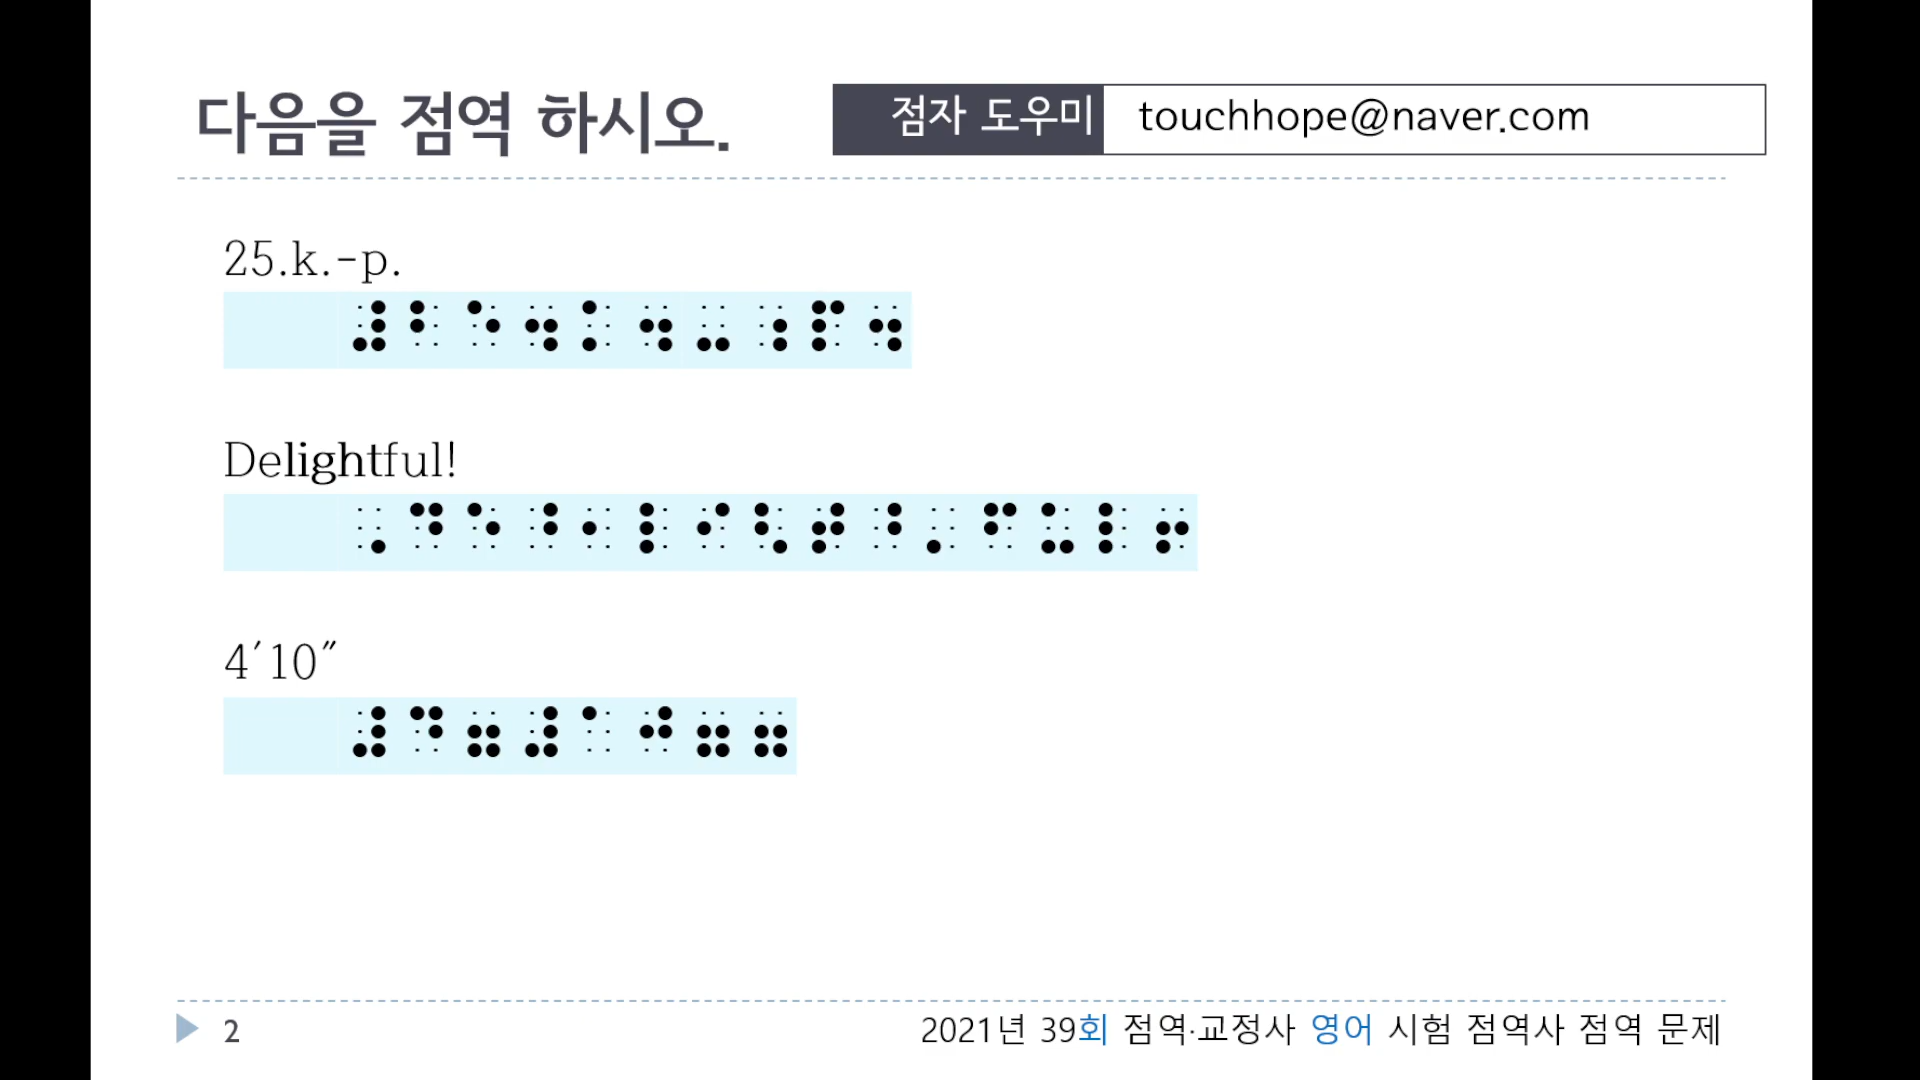 다음을 점역 하시오.
점자 도우미 touchhope@naver.com
25.k.-p.
⠼⠃⠑⠲⠅⠲⠤⠰⠏⠲
Delightful!
⠠⠙⠑⠘⠂⠇⠊⠣⠞⠘⠄⠋⠥⠇⠖
4′10″
⠼⠙⠶⠼⠁⠚⠶⠶
2
2021년 39회 점역·교정사 영어 시험 점역사 점역 문제